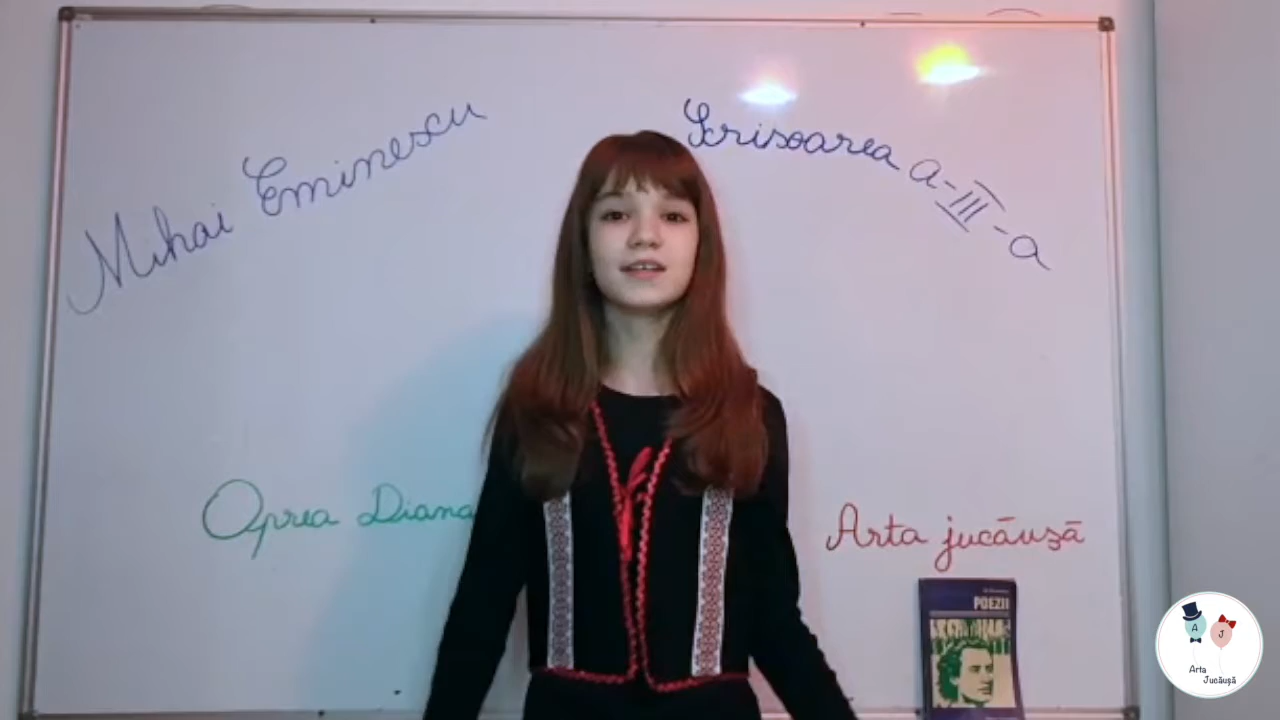 Mihai Eminescu
Scrisoarea a-III-a
Oprea Diana
Arta jucăușă
POEZII
A J
Arta
Jucăușă